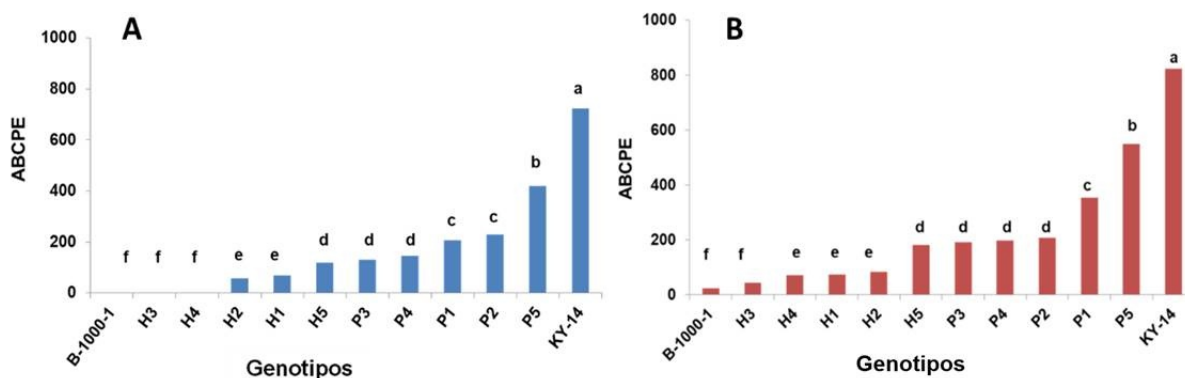 A
1000
800
600
400
200
0
ABCPE
f f f e e d d d c c b a
B-1000-1 H3 H4 H2 H1 H5 P3 P4 P1 P2 P5 KY-14
Genotipos
B
1000
800
600
400
200
0
ABCPE
f f e e e d d d d c b a
B-1000-1 H3 H4 H1 H2 H5 P3 P4 P2 P1 P5 KY-14
Genotipos